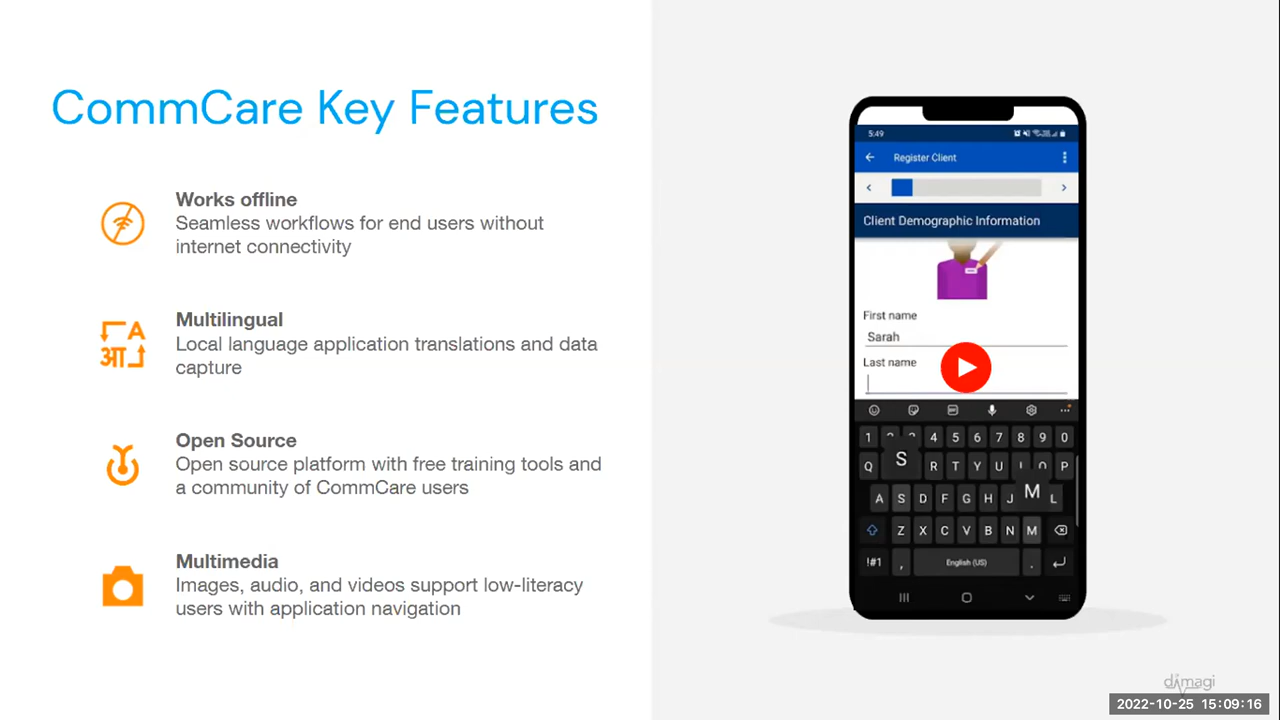 CommCare Key Features
Works offline
Seamless workflows for end users without
internet connectivity
A
आ
Multilingual
Local language application translations and data
capture
Open Source
Open source platform with free training tools and
a community of CommCare users
Multimedia
Images, audio, and videos support low-literacy
users with application navigation
5:49
Register Client
Client Demographic Information
First name
Sarah
Last name
1 4 5 6 7 8 9 0
Q S R T Y U P
A S D F G H J M L
Z X C V B N M
!#1 , English (US) .
dimagi
2022-10-25 15:09:16